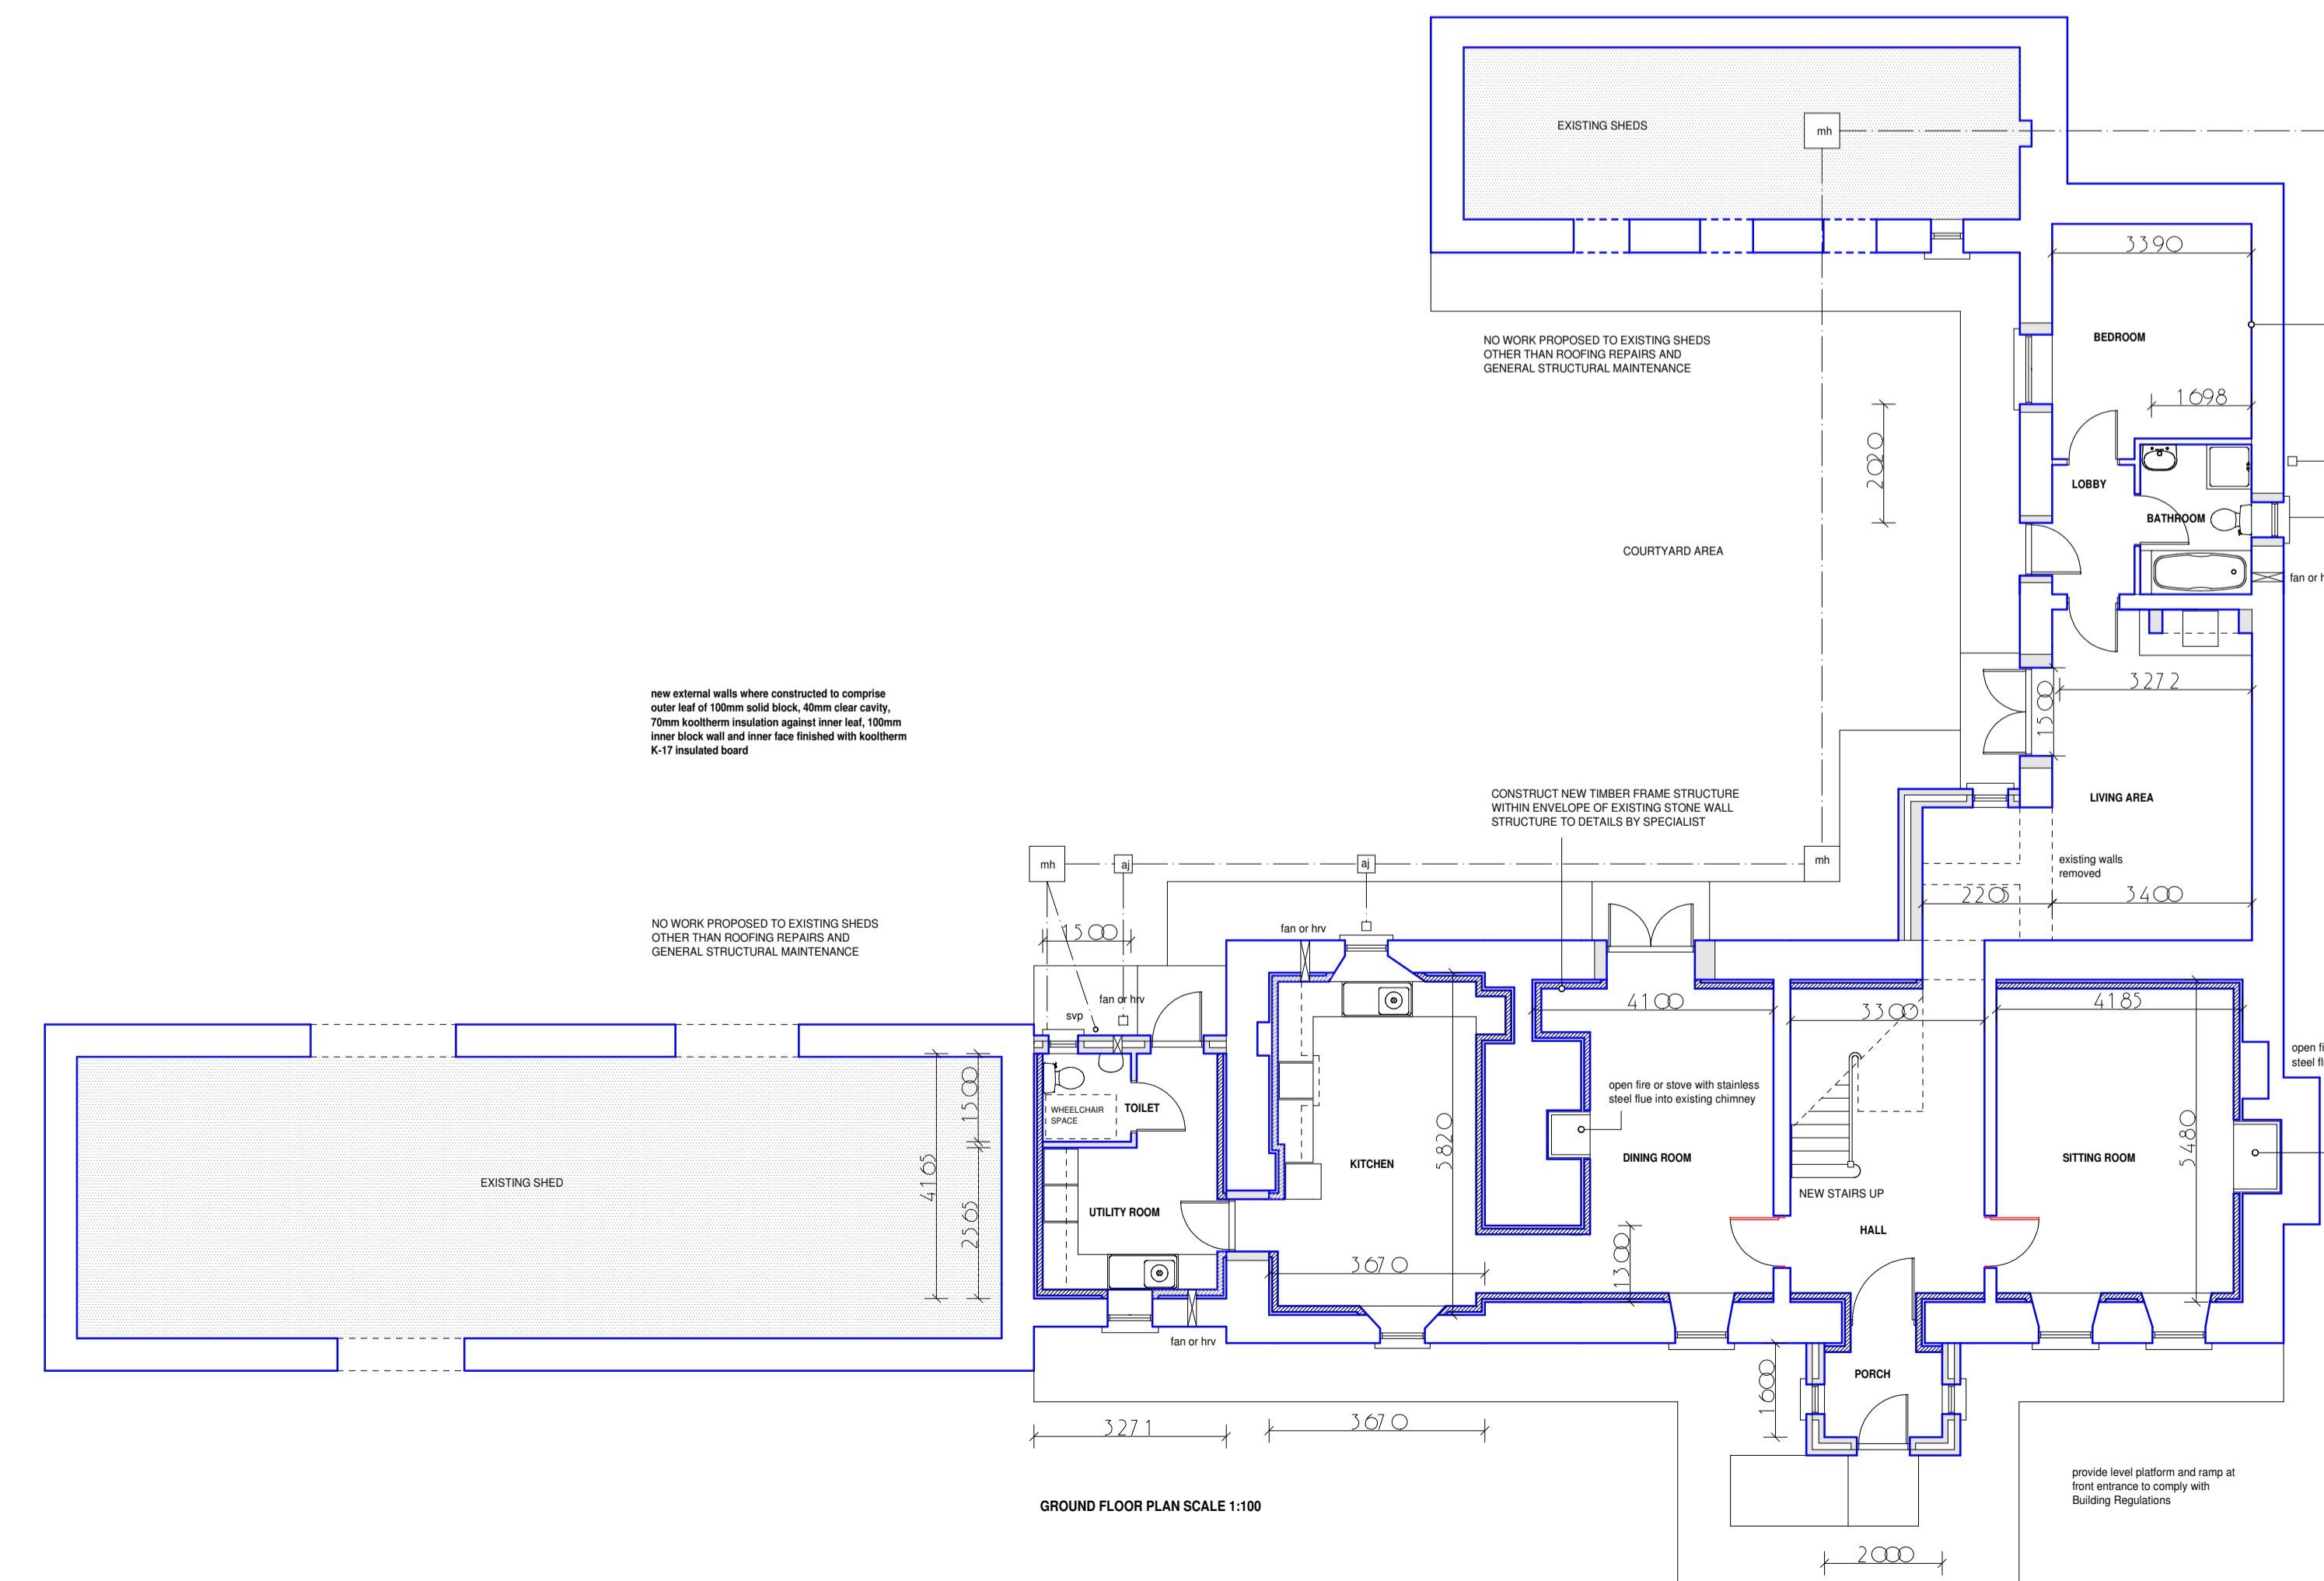 EXISTING SHEDS
mh
3390
NO WORK PROPOSED TO EXISTING SHEDS
OTHER THAN ROOFING REPAIRS AND
GENERAL STRUCTURAL MAINTENANCE
BEDROOM
1698
2020
LOBBY
BATHROOM
COURTYARD AREA
fan or h
3272
1500
new external walls where constructed to comprise
outer leaf of 100mm solid block, 40mm clear cavity,
70mm kooltherm insulation against inner leaf, 100mm
inner block wall and inner face finished with kooltherm
K-17 insulated board
CONSTRUCT NEW TIMBER FRAME STRUCTURE
WITHIN ENVELOPE OF EXISTING STONE WALL
STRUCTURE TO DETAILS BY SPECIALIST
LIVING AREA
existing walls
removed
mh
aj
aj
mh
2205
3400
NO WORK PROPOSED TO EXISTING SHEDS
OTHER THAN ROOFING REPAIRS AND
GENERAL STRUCTURAL MAINTENANCE
1500
fan or hrv
fan or hrv
svp
4100
3300
4185
open fi
steel fl
1500
WHEELCHAIR
SPACE
TOILET
open fire or stove with stainless
steel flue into existing chimney
4165
5820
5480
EXISTING SHED
KITCHEN
DINING ROOM
SITTING ROOM
NEW STAIRS UP
2565
UTILITY ROOM
HALL
3670
1300
fan or hrv
PORCH
1600
3271
3670
provide level platform and ramp at
front entrance to comply with
Building Regulations
GROUND FLOOR PLAN SCALE 1:100
2000